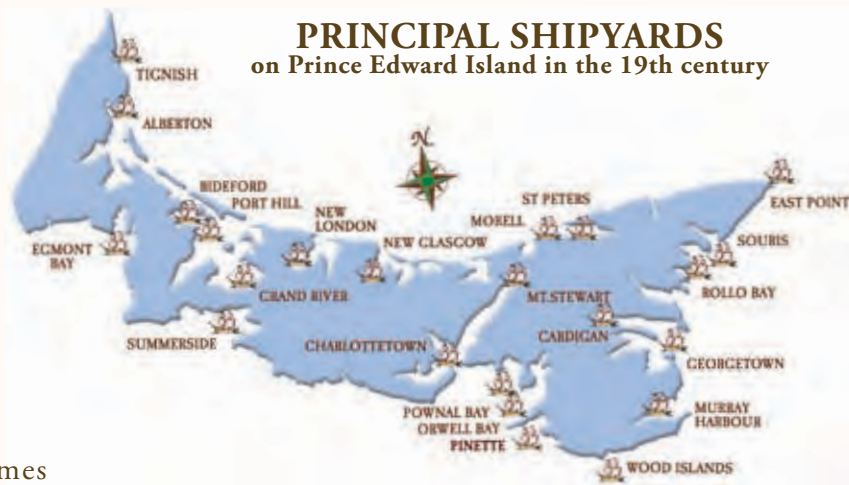 PRINCIPAL SHIPYARDS
on Prince Edward Island in the 19th century
N
TIGNISH
ALBERTON
BIDEFORD
PORT HILL
NEW
LONDON
ST PETERS
MORELL
EAST POINT
NEW GLASGOW
EGMONT
BAY
SOURIS
GRAND RIVER
MT.STEWART
ROLLO BAY
SUMMERSIDE
CHARLOTTETOWN
CARDIGAN
GEORGETOWN
POWNAL BAY
ORWELL BAY
PINETTE
MURRAY
HARBOUR
WOOD ISLANDS
mes